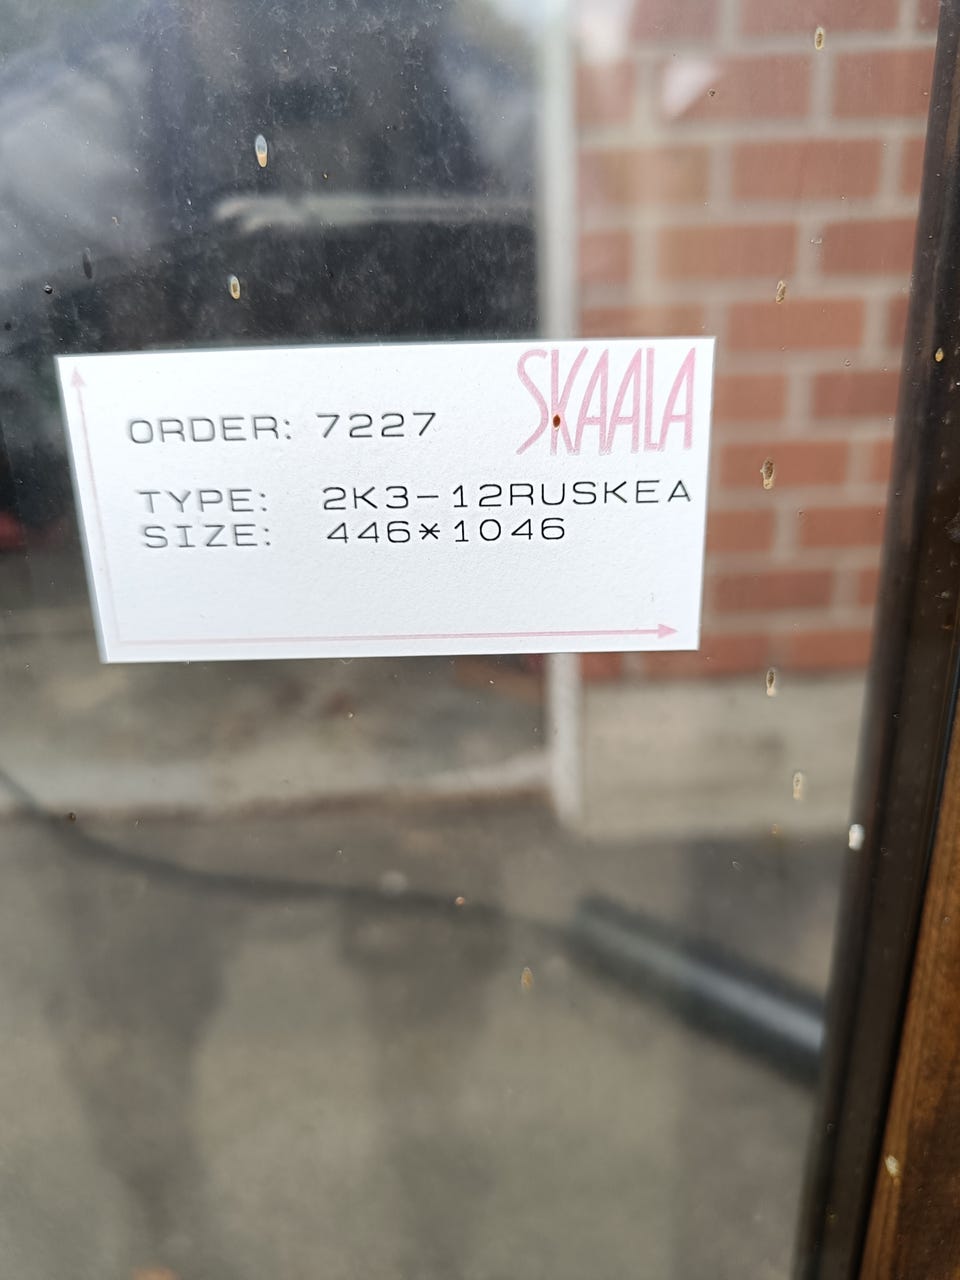 SKAALA
ORDER: 7227
TYPE: 2K3-12RUSKEA
SIZE: 446*1046